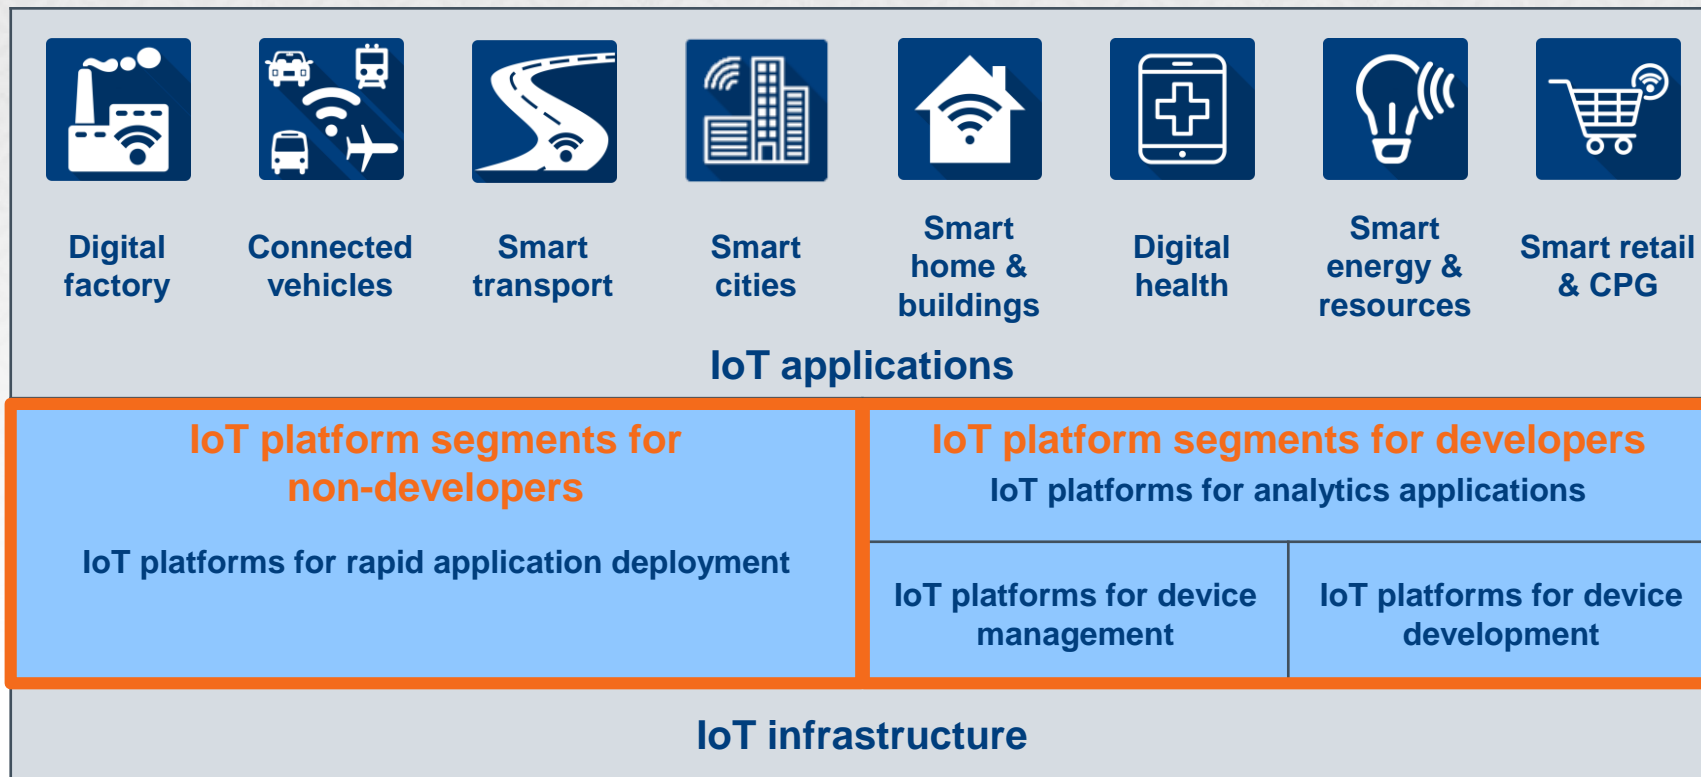 Digital
factory
Connected
vehicles
Smart
transport
Smart
cities
Smart
home &
buildings
Digital
health
Smart
energy &
resources
Smart retail
& CPG
IoT applications
IoT platform segments for
non-developers
IoT platforms for rapid application deployment
IoT platform segments for developers
IoT platforms for analytics applications
IoT platforms for device
management
IoT platforms for device
development
IoT infrastructure